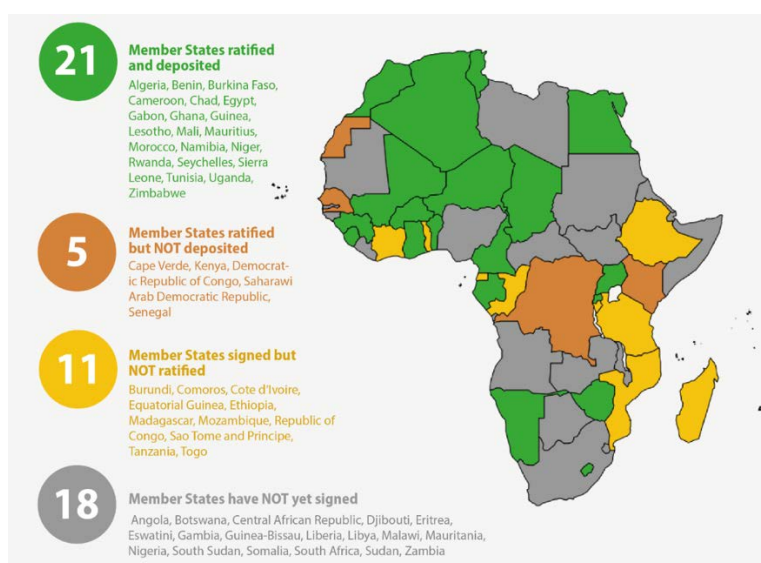 21
Member States ratified
and deposited
Algeria, Benin, Burkina Faso,
Cameroon, Chad, Egypt,
Gabon, Ghana, Guinea,
Lesotho, Mali, Mauritius,
Morocco, Namibia, Niger,
Rwanda, Seychelles, Sierra
Leone, Tunisia, Uganda,
Zimbabwe
5
Member States ratified
but NOT deposited
Cape Verde, Kenya, Democrat-
ic Republic of Congo, Saharawi
Arab Democratic Republic,
Senegal
11
Member States signed but
NOT ratified
Burundi, Comoros, Cote d'Ivoire,
Equatorial Guinea, Ethiopia,
Madagascar, Mozambique, Republic of
Congo, Sao Tome and Principe,
Tanzania, Togo
18
Member States have NOT yet signed
Angola, Botswana, Central African Republic, Djibouti, Eritrea,
Eswatini, Gambia, Guinea-Bissau, Liberia, Libya, Malawi, Mauritania,
Nigeria, South Sudan, Somalia, South Africa, Sudan, Zambia